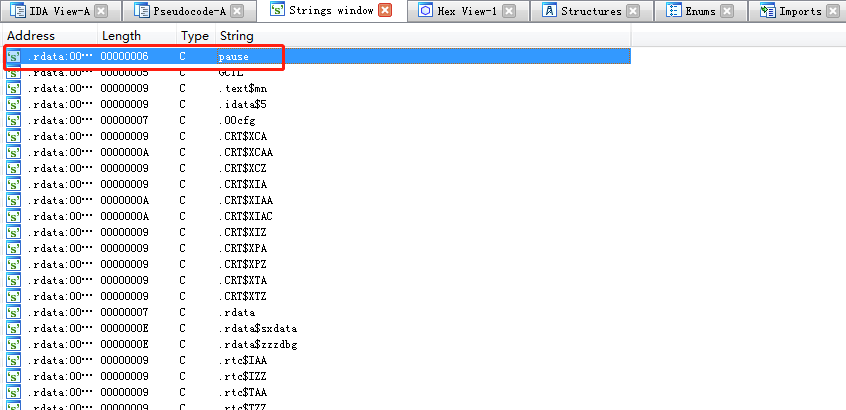 IDA View-A Pseudocode-A Strings window Hex View-1 Structures Enums Imports
Address Length Type String
.rdata:00… 00000006 C pause
.rdata:00… 00000005 C GCTL
.rdata:00… 00000009 C .text$mn
.rdata:00… 00000009 C .idata$5
.rdata:00… 00000007 C .00cfg
.rdata:00… 00000009 C .CRT$XCA
.rdata:00… 0000000A C .CRT$XCAA
.rdata:00… 00000009 C .CRT$XCZ
.rdata:00… 00000009 C .CRT$XIA
.rdata:00… 0000000A C .CRT$XIAA
.rdata:00… 0000000A C .CRT$XIAC
.rdata:00… 00000009 C .CRT$XIZ
.rdata:00… 00000009 C .CRT$XPA
.rdata:00… 00000009 C .CRT$XPZ
.rdata:00… 00000009 C .CRT$XTA
.rdata:00… 00000009 C .CRT$XTZ
.rdata:00… 00000007 C .rdata
.rdata:00… 0000000E C .rdata$sxdata
.rdata:00… 0000000E C .rdata$zzzdbg
.rdata:00… 00000009 C .rtc$IAA
.rdata:00… 00000009 C .rtc$IZZ
.rdata:00… 00000009 C .rtc$TAA
.rdata:00… 00000009 C .rtc$TZZ